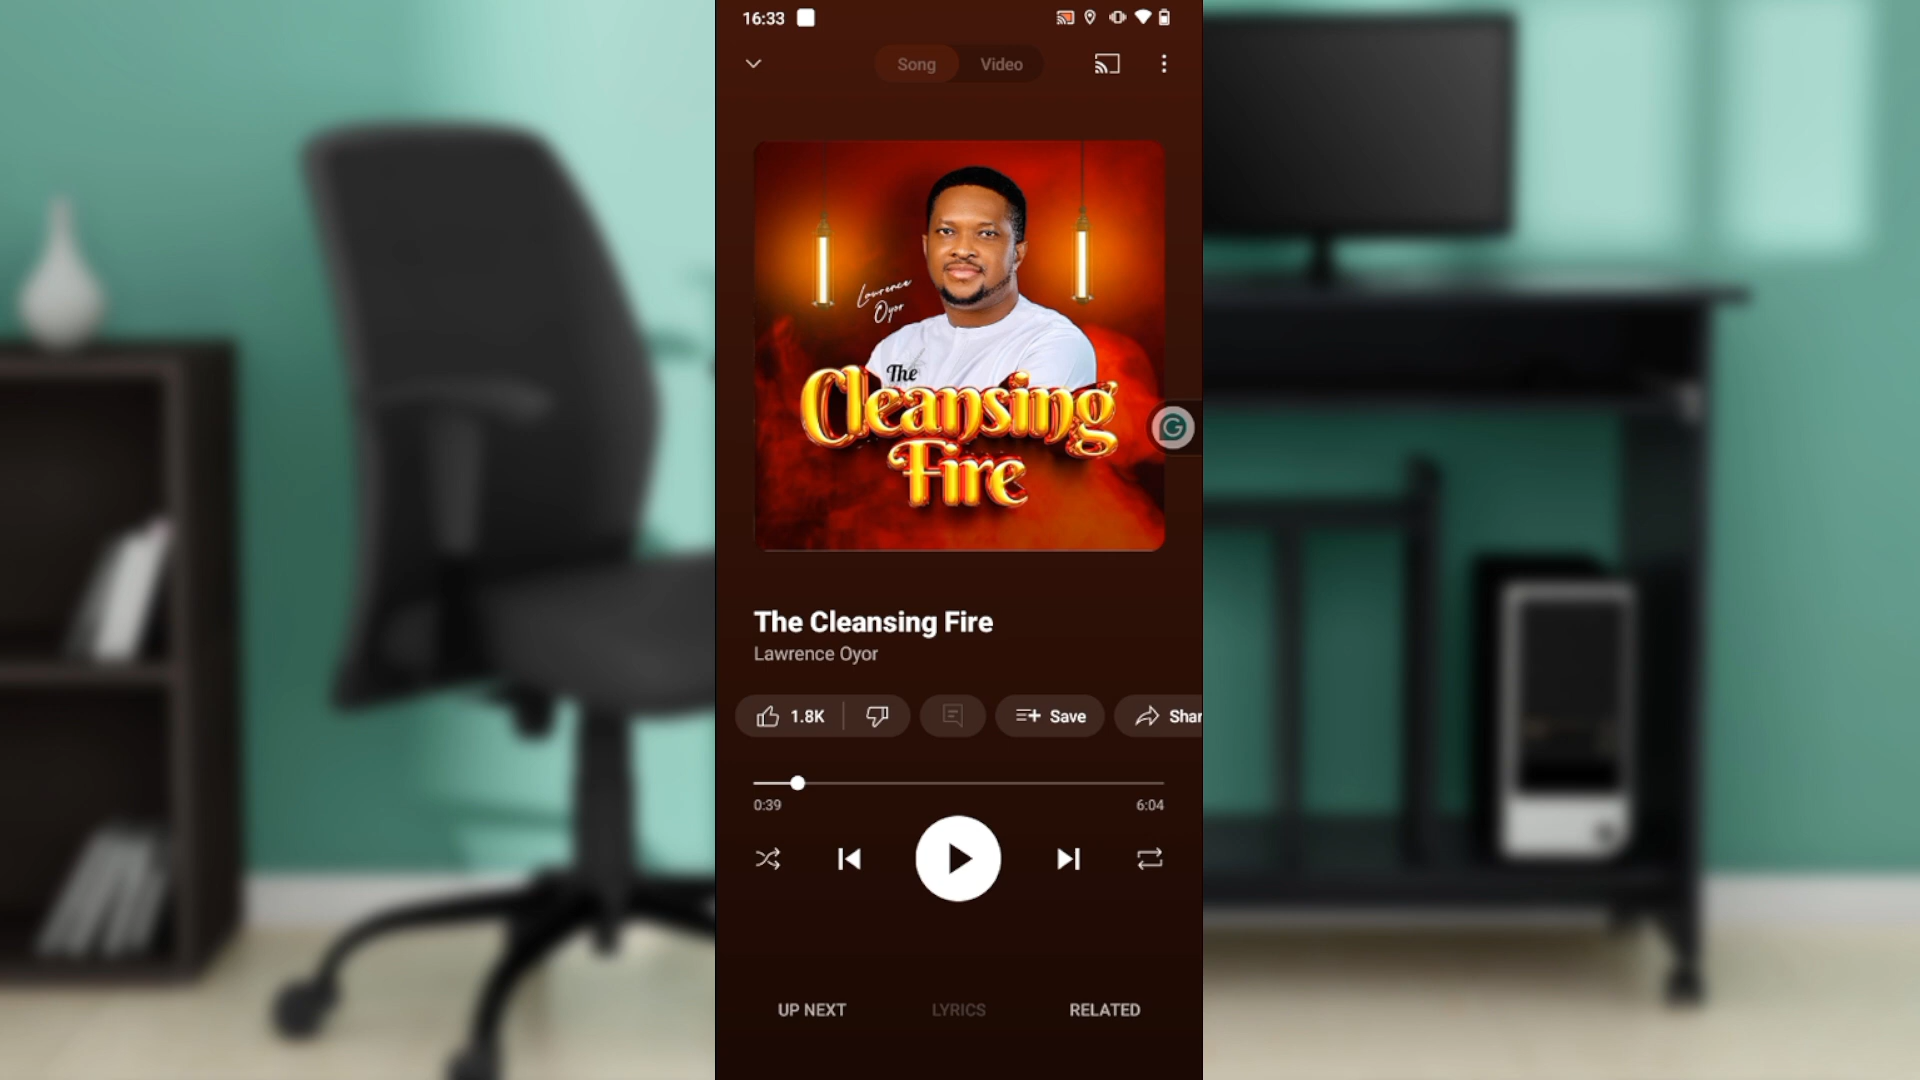 16:33
Song
Video
Lawrence
Oyor
The
Cleansing
Fire
The Cleansing Fire
Lawrence Oyor
1.8K
Save
Shar
0:39
6:04
UP NEXT
LYRICS
RELATED